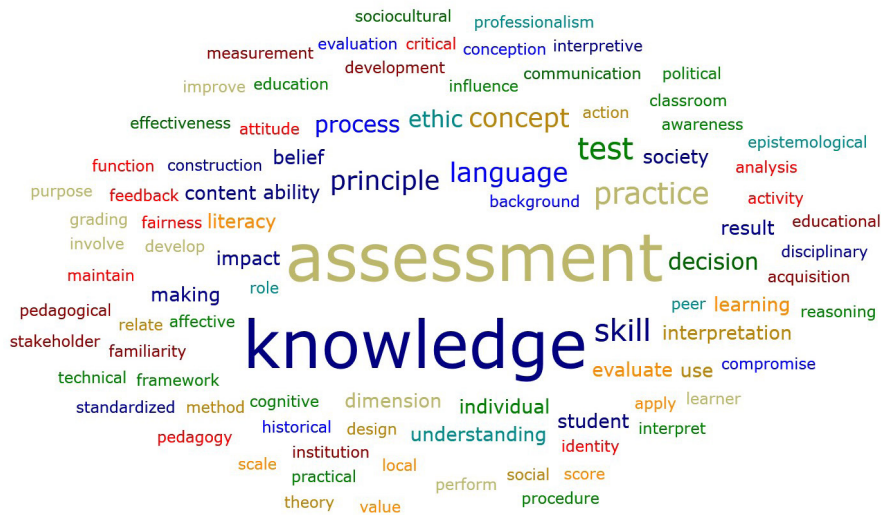 sociocultural professionalism
measurement evaluation critical conception interpretive
improve education development influence communication political
effectiveness attitude process ethic concept action classroom awareness
function construction belief test society epistemological
purpose feedback content ability principle language practice analysis
grading fairness literacy background result activity educational
involve develop impact assessment decision disciplinary
maintain making role acquisition
pedagogical relate affective knowledge skill peer learning reasoning
stakeholder familiarity interpretation
technical framework evaluate use compromise
standardized method cognitive dimension individual apply learner
pedagogy historical design understanding student identity interpret
scale institution local social score
practical perform procedure
theory value